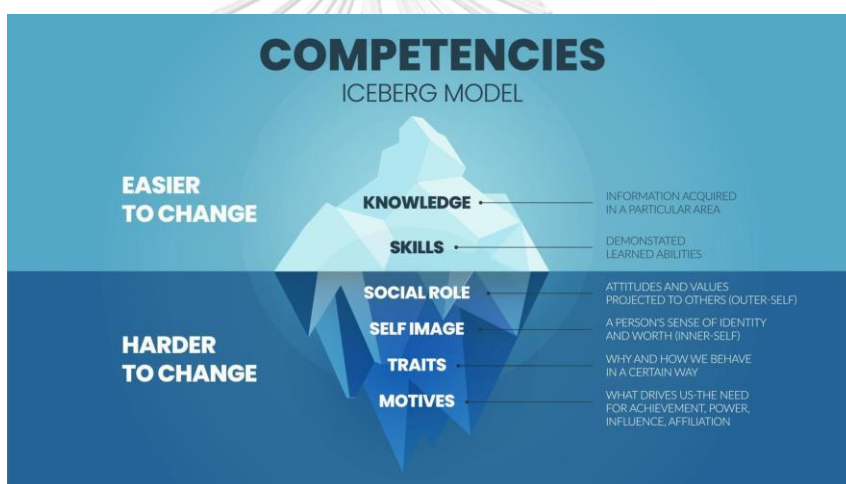 COMPETENCIES
ICEBERG MODEL
EASIER
TO CHANGE
KNOWLEDGE
INFORMATION ACQUIRED
IN A PARTICULAR AREA
SKILLS
DEMONSTATED
LEARNED ABILITIES
HARDER
TO CHANGE
SOCIAL ROLE
ATTITUDES AND VALUES
PROJECTED TO OTHERS (OUTER-SELF)
SELF IMAGE
A PERSON'S SENSE OF IDENTITY
AND WORTH (INNER-SELF)
TRAITS
WHY AND HOW WE BEHAVE
IN A CERTAIN WAY
MOTIVES
WHAT DRIVES US-THE NEED
FOR ACHIEVEMENT, POWER,
INFLUENCE, AFFILIATION